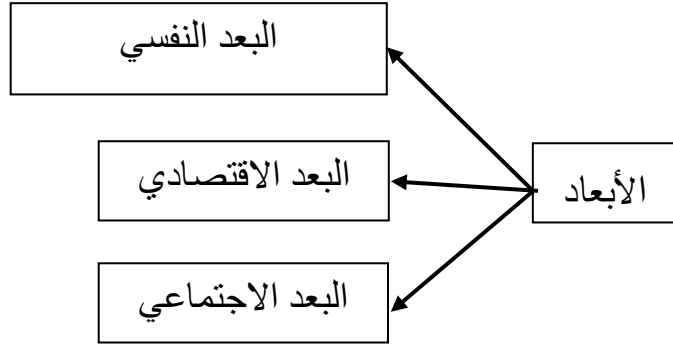 البعد النفسي
البعد الاقتصادي
الأبعاد
البعد الاجتماعي